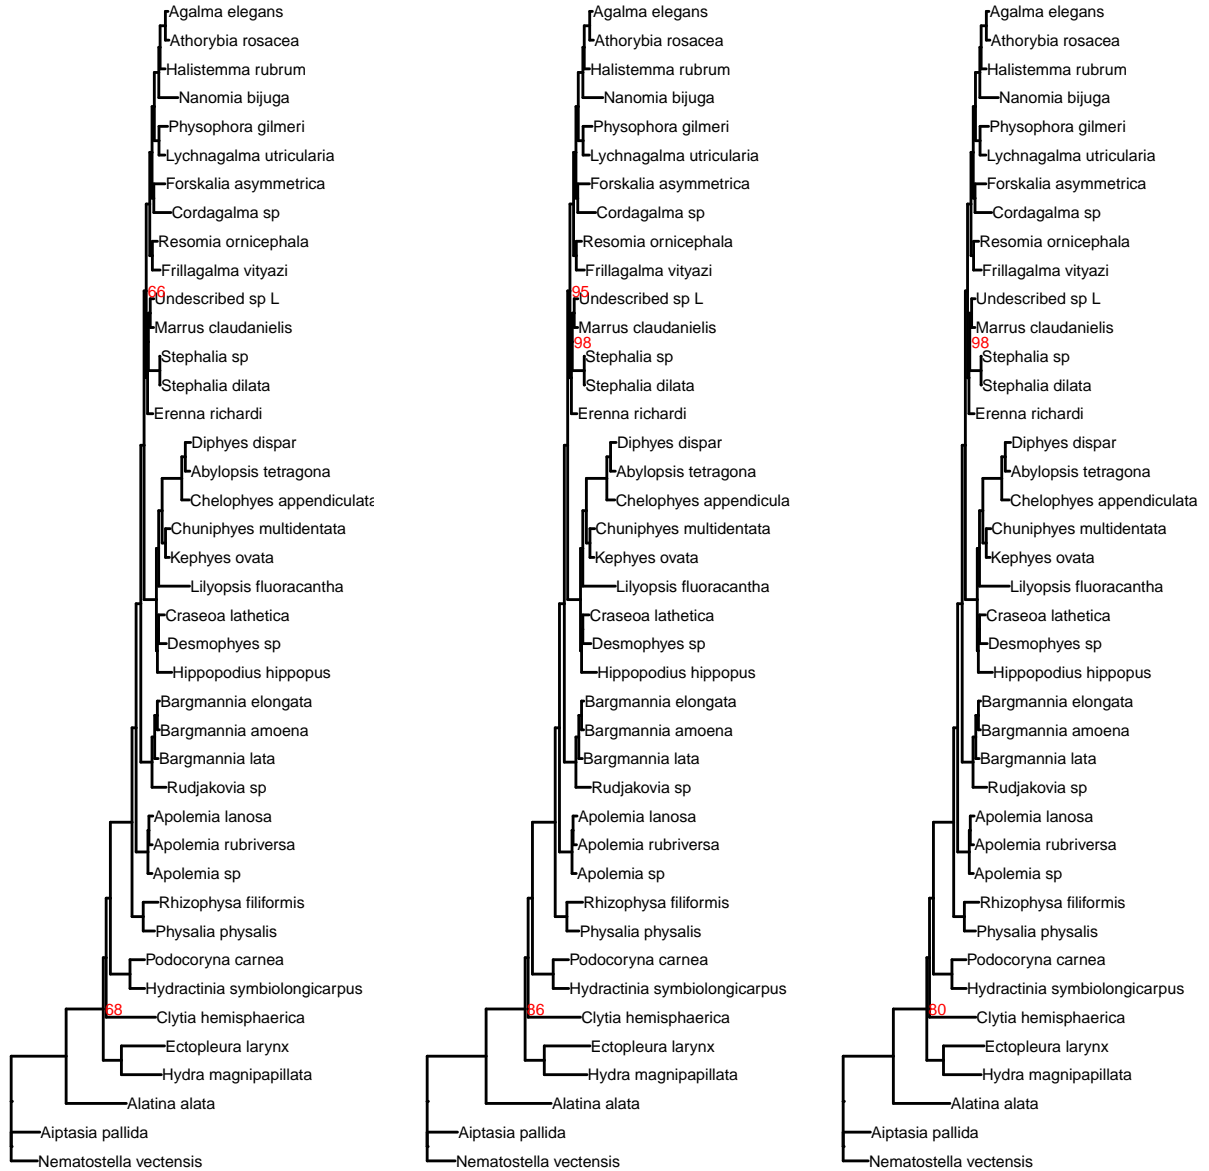 Agalma elegans
Athorybia rosacea
Halistemma rubrum
Nanomia bijuga
Physophora gilmeri
Lychnagalma utricularia
Forskalia asymmetrica
Cordagalma sp
Resomia ornicephala
Frillagalma vityazi
66
Undescribed sp L
Marrus claudanielis
Stephalia sp
Stephalia dilata
Erenna richardi
Diphyes dispar
Abylopsis tetragona
Chelophyes appendiculata
Chuniphyes multidentata
Kephyes ovata
Lilyopsis fluoracantha
Craseoa lathetica
Desmophyes sp
Hippopodius hippopus
Bargmannia elongata
Bargmannia amoena
Bargmannia lata
Rudjakovia sp
Apolemia lanosa
Apolemia rubriversa
Apolemia sp
Rhizophysa filiformis
Physalia physalis
Podocoryna carnea
Hydractinia symbiolongicarpus
68
Clytia hemisphaerica
Ectopleura larynx
Hydra magnipapillata
Alatina alata
Aiptasia pallida
Nematostella vectensis
Agalma elegans
Athorybia rosacea
Halistemma rubrum
Nanomia bijuga
Physophora gilmeri
Lychnagalma utricularia
Forskalia asymmetrica
Cordagalma sp
Resomia ornicephala
Frillagalma vityazi
95
Undescribed sp L
Marrus claudanielis
98
Stephalia sp
Stephalia dilata
Erenna richardi
Diphyes dispar
Abylopsis tetragona
Chelophyes appendicula
Chuniphyes multidentata
Kephyes ovata
Lilyopsis fluoracantha
Craseoa lathetica
Desmophyes sp
Hippopodius hippopus
Bargmannia elongata
Bargmannia amoena
Bargmannia lata
Rudjakovia sp
Apolemia lanosa
Apolemia rubriversa
Apolemia sp
Rhizophysa filiformis
Physalia physalis
Podocoryna carnea
Hydractinia symbiolongicarpus
86
Clytia hemisphaerica
Ectopleura larynx
Hydra magnipapillata
Alatina alata
Aiptasia pallida
Nematostella vectensis
Agalma elegans
Athorybia rosacea
Halistemma rubrum
Nanomia bijuga
Physophora gilmeri
Lychnagalma utricularia
Forskalia asymmetrica
Cordagalma sp
Resomia ornicephala
Frillagalma vityazi
Undescribed sp L
Marrus claudanielis
98
Stephalia sp
Stephalia dilata
Erenna richardi
Diphyes dispar
Abylopsis tetragona
Chelophyes appendiculata
Chuniphyes multidentata
Kephyes ovata
Lilyopsis fluoracantha
Craseoa lathetica
Desmophyes sp
Hippopodius hippopus
Bargmannia elongata
Bargmannia amoena
Bargmannia lata
Rudjakovia sp
Apolemia lanosa
Apolemia rubriversa
Apolemia sp
Rhizophysa filiformis
Physalia physalis
Podocoryna carnea
Hydractinia symbiolongicarpus
80
Clytia hemisphaerica
Ectopleura larynx
Hydra magnipapillata
Alatina alata
Aiptasia pallida
Nematostella vectensis